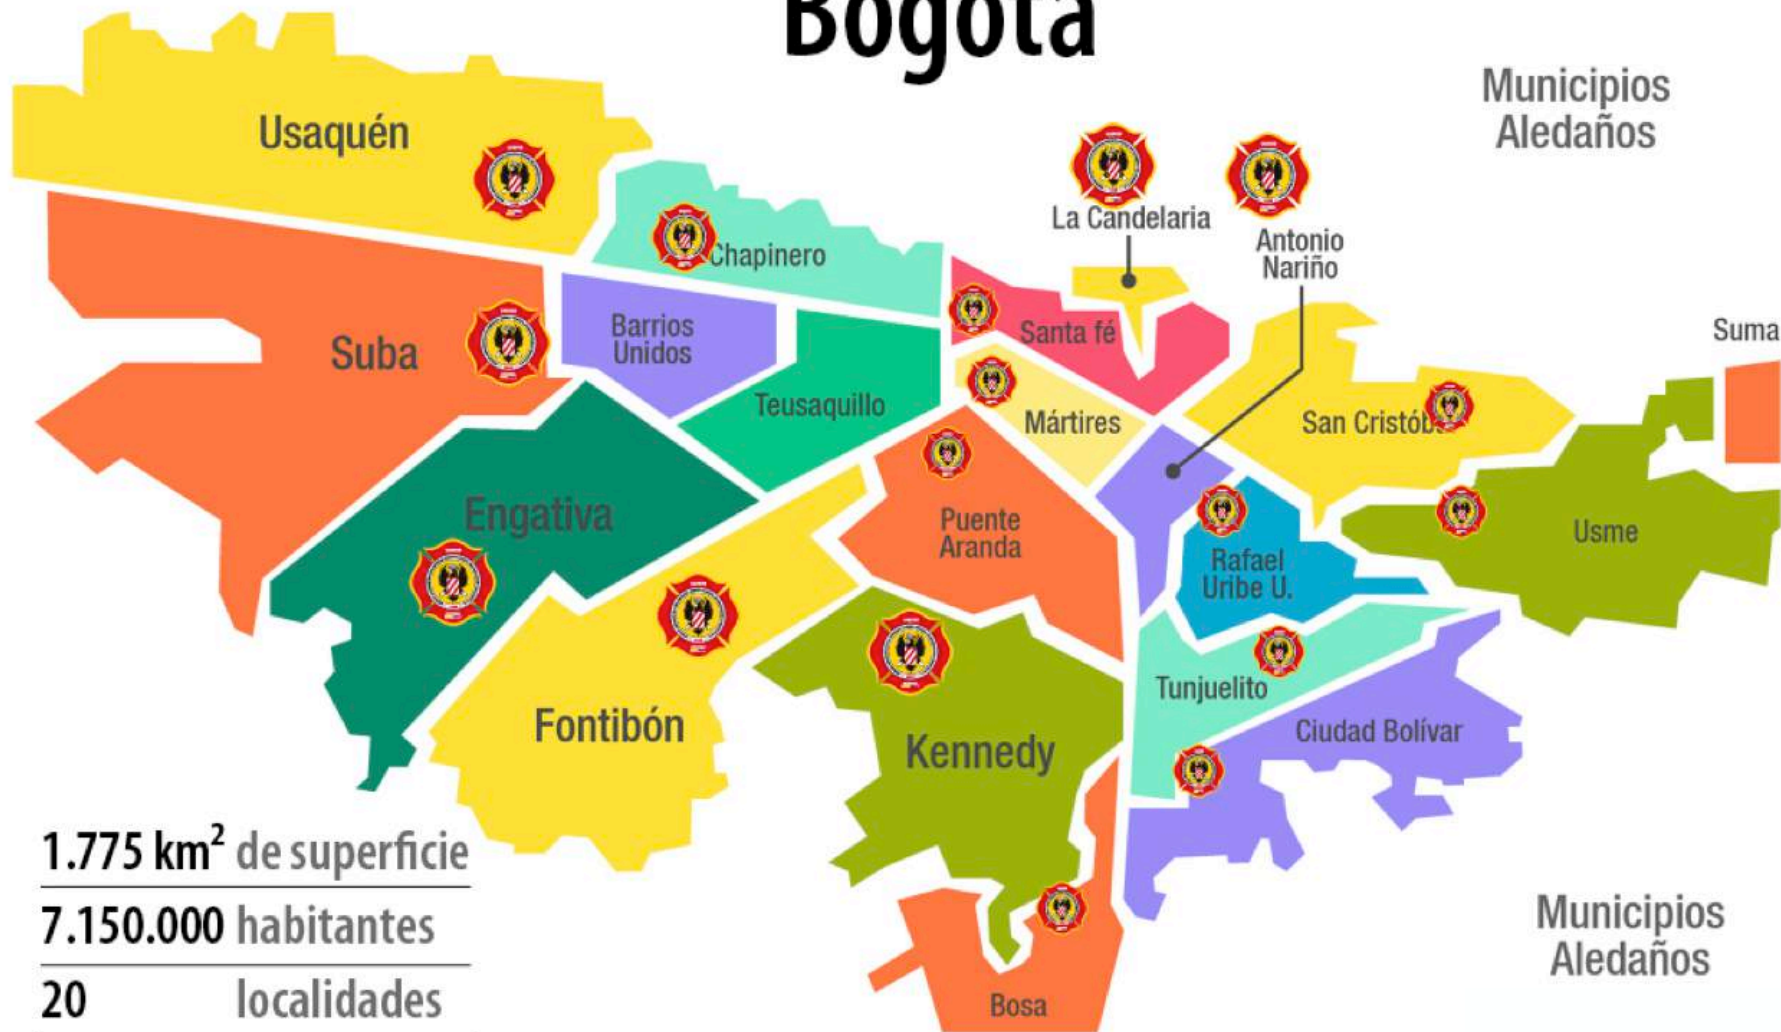 Bogotá
Municipios
Aledaños
Usaquén
La Candelaria
Antonio
Nariño
Chapinero
Barrios
Unidos
Santa fé
Suma
Suba
Teusaquillo
Mártires
San Cristób
Engativa
Puente
Aranda
Usme
Rafael
Uribe U.
Tunjuelito
Fontibón
Kennedy
Ciudad Bolívar
1.775 km² de superficie
7.150.000 habitantes
20 localidades
Municipios
Aledaños
Bosa